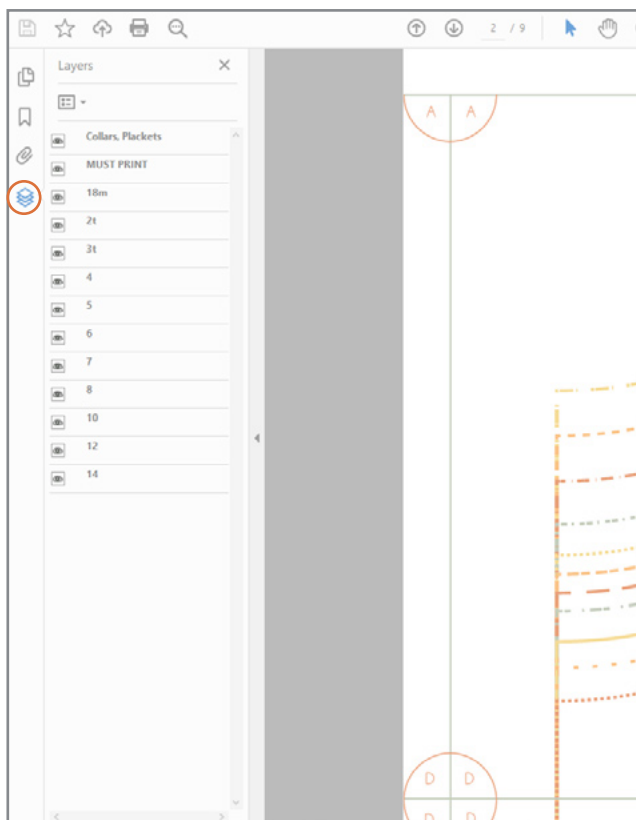 2 / 9
Layers
Collars, Plackets
MUST PRINT
18m
2t
3t
4
5
6
7
8
10
12
14
A A
D D
D D